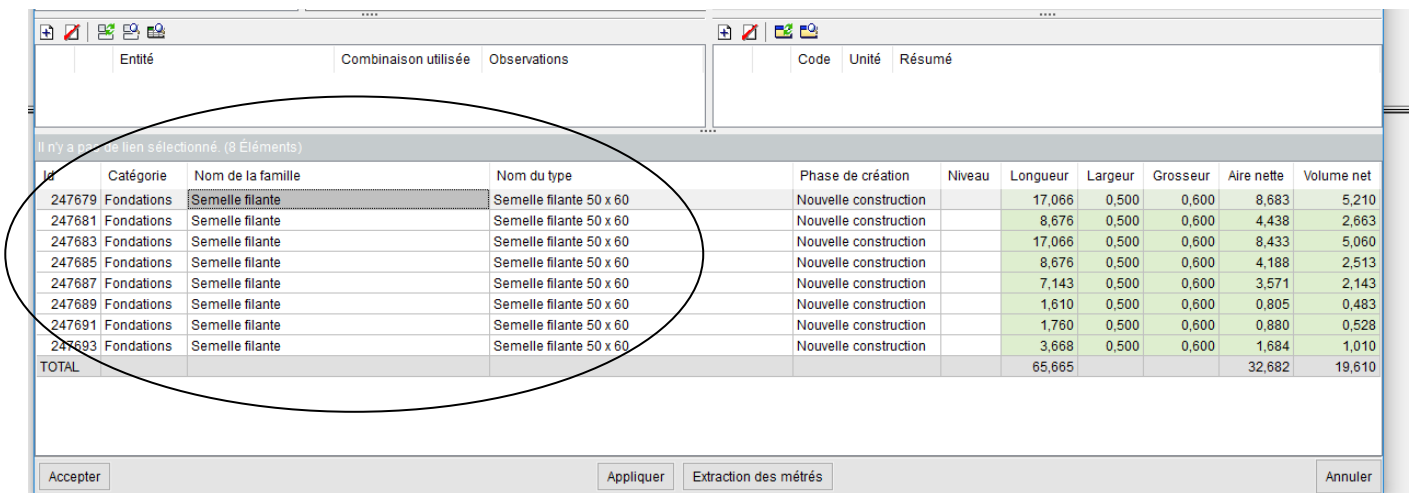 Entité Combinaison utilisée Observations Code Unité Résumé
Il n'y a pas de lien sélectionné. (8 Éléments)
Id Catégorie Nom de la famille Nom du type Phase de création Niveau Longueur Largeur Grosseur Aire nette Volume net
247679 Fondations Semelle filante Semelle filante 50 x 60 Nouvelle construction 17,066 0,500 0,600 8,683 5,210
247681 Fondations Semelle filante Semelle filante 50 x 60 Nouvelle construction 8,676 0,500 0,600 4,438 2,663
247683 Fondations Semelle filante Semelle filante 50 x 60 Nouvelle construction 17,066 0,500 0,600 8,433 5,060
247685 Fondations Semelle filante Semelle filante 50 x 60 Nouvelle construction 8,676 0,500 0,600 4,188 2,513
247687 Fondations Semelle filante Semelle filante 50 x 60 Nouvelle construction 7,143 0,500 0,600 3,571 2,143
247689 Fondations Semelle filante Semelle filante 50 x 60 Nouvelle construction 1,610 0,500 0,600 0,805 0,483
247691 Fondations Semelle filante Semelle filante 50 x 60 Nouvelle construction 1,760 0,500 0,600 0,880 0,528
247693 Fondations Semelle filante Semelle filante 50 x 60 Nouvelle construction 3,668 0,500 0,600 1,684 1,010
TOTAL 65,665 32,682 19,610
Accepter Appliquer Extraction des métrés Annuler